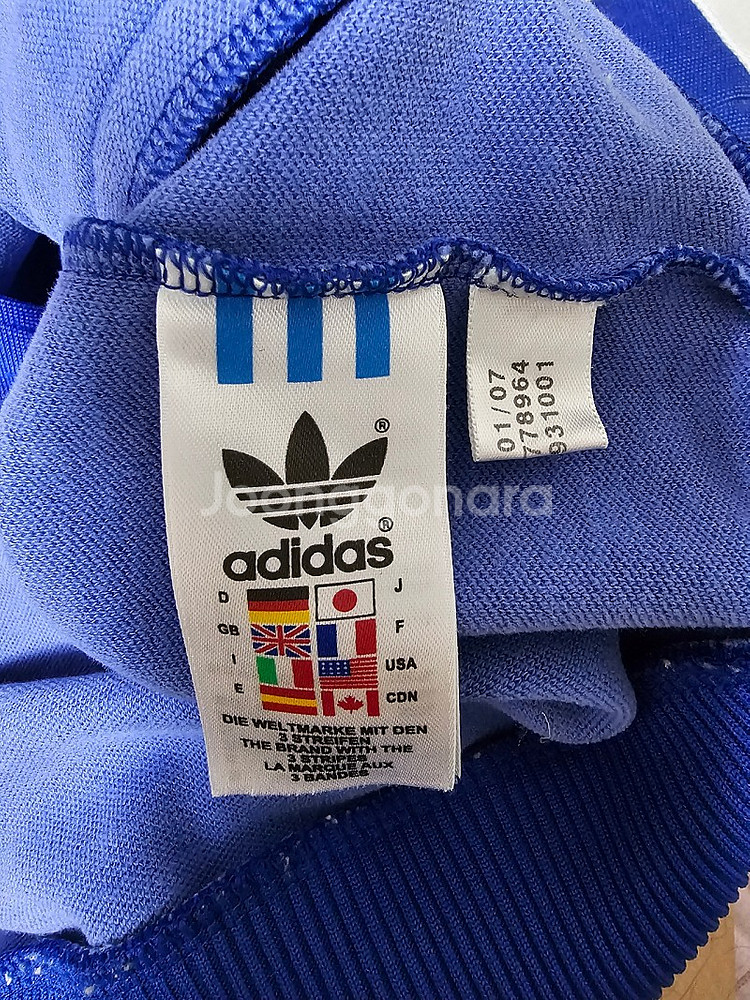 01/07
778964
931001
®
Joonggonara
®
adidas
D J
GB F
I USA
E CDN
DIE WELTMARKE MIT DEN
3 STREIFEN
THE BRAND WITH THE
3 STRIPES
LA MARQUE AUX
3 BANDES